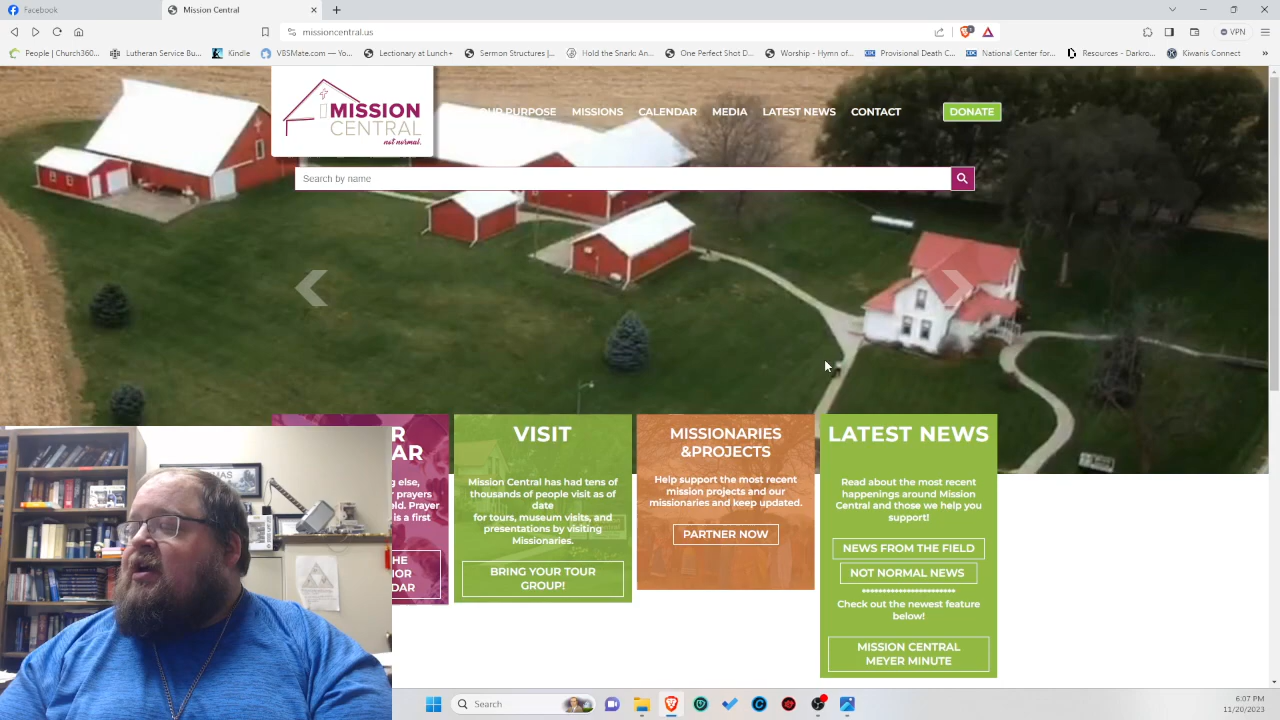 Facebook
Mission Central
missioncentral.us
VPN
People | Church360...
Lutheran Service Bu...
Kindle
VBSMate.com - Free...
Lectionary at Lunch+
Sermon Structures |...
Hold the Snark: An...
One Perfect Shot D...
Worship - Hymn of...
Provisional Death C...
National Center for...
Resources - Darkro...
Kiwanis Connect
MISSION
CENTRAL
not normal.
OUR PURPOSE
MISSIONS
CALENDAR
MEDIA
LATEST NEWS
CONTACT
DONATE
Search by name
VISIT
Mission Central has had tens of
thousands of people visit as of
date
for tours, museum visits, and
presentations by visiting
Missionaries.
BRING YOUR TOUR
GROUP!
MISSIONARIES
&PROJECTS
Help support the most recent
mission projects and our
missionaries and keep updated.
PARTNER NOW
LATEST NEWS
Read about the most recent
happenings around Mission
Central and those we help you
support!
NEWS FROM THE FIELD
NOT NORMAL NEWS
Check out the newest feature
below!
MISSION CENTRAL
MEYER MINUTE
Search
6:07 PM
11/20/2023